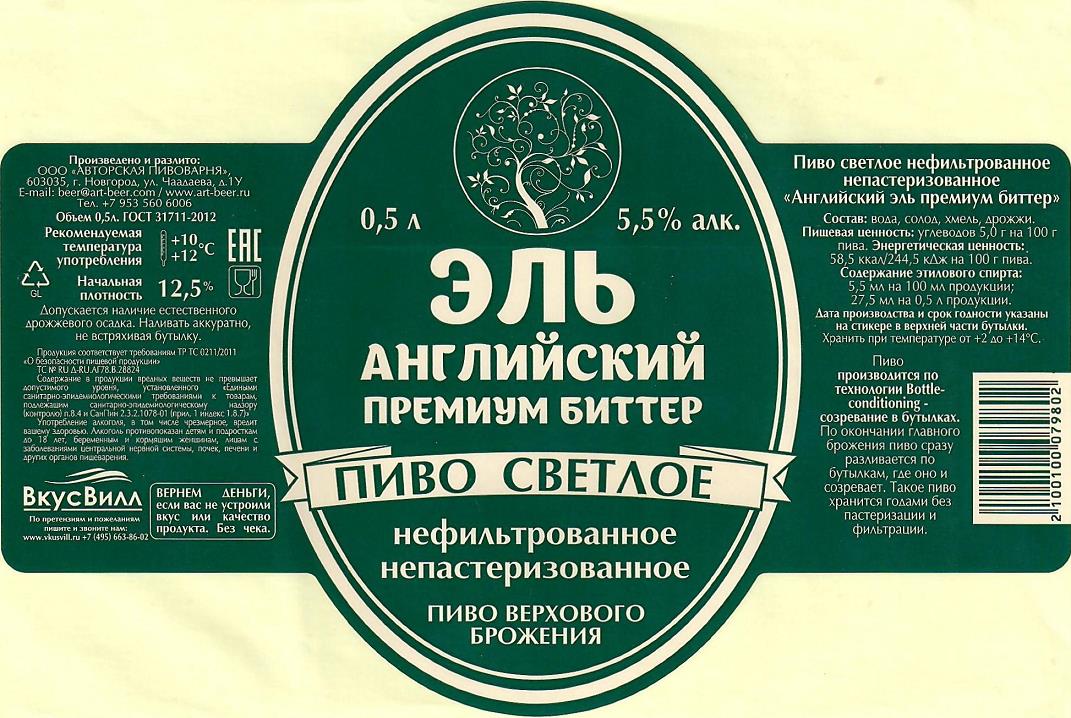 Произведено и разлито:
ООО «АВТОРСКАЯ ПИВОВАРНЯ»,
603035, г. Новгород, ул. Чаадаева, д.1У
E-mail: beer@art-beer.com / www.art-beer.ru
Тел. +7 953 560 6006
Объем 0,5л. ГОСТ 31711-2012
Рекомендуемая
температура
употребления
+10
+12
°C
EAC
GL
Начальная
плотность
12,5%
Допускается наличие естественного
дрожжевого осадка. Наливать аккуратно,
не встряхивая бутылку.
Продукция соответствует требованиям ТР ТС 0211/2011
«О безопасности пищевой продукции»
ТС № RU Д-RU.АГ78.В.28824
Содержание в продукции вредных веществ не превышает
допустимого уровня, установленного «Едиными
санитарно-эпидемиологическими требованиями к товарам,
подлежащим санитарно-эпидемиологическому надзору
(контролю) п.8.4 и СанПин 2.3.2.1078-01 (прил. 1 индекс 1.8.7)»
Употребление алкоголя, в том числе чрезмерное, вредит
вашему здоровью. Алкоголь противопоказан детям и подросткам
до 18 лет, беременным и кормящим женщинам, лицам с
заболеваниями центральной нервной системы, почек, печени и
других органов пищеварения.
ВкусВилл
По претензиям и пожеланиям
пишите и звоните нам:
www.vkusvill.ru +7 (495) 663-86-02
ВЕРНЕМ ДЕНЬГИ,
если вас не устроили
вкус или качество
продукта. Без чека.
0,5 л
5,5% алк.
ЭЛЬ
АНГЛИЙСКИЙ
ПРЕМИУМ БИТТЕР
ПИВО СВЕТЛОЕ
нефильтрованное
непастеризованное
ПИВО ВЕРХОВОГО
БРОЖЕНИЯ
Пиво светлое нефильтрованное
непастеризованное
«Английский эль премиум биттер»
Состав: вода, солод, хмель, дрожжи.
Пищевая ценность: углеводов 5,0 г на 100 г
пива. Энергетическая ценность:
58,5 ккал/244,5 кДж на 100 г пива.
Содержание этилового спирта:
5,5 мл на 100 мл продукции;
27,5 мл на 0,5 л продукции.
Дата производства и срок годности указаны
на стикере в верхней части бутылки.
Хранить при температуре от +2 до +14°С.
Пиво
производится по
технологии Bottle-
conditioning -
созревание в бутылках.
По окончании главного
брожения пиво сразу
разливается по
бутылкам, где оно и
созревает. Такое пиво
хранится годами без
пастеризации и
фильтрации.
2100100079802